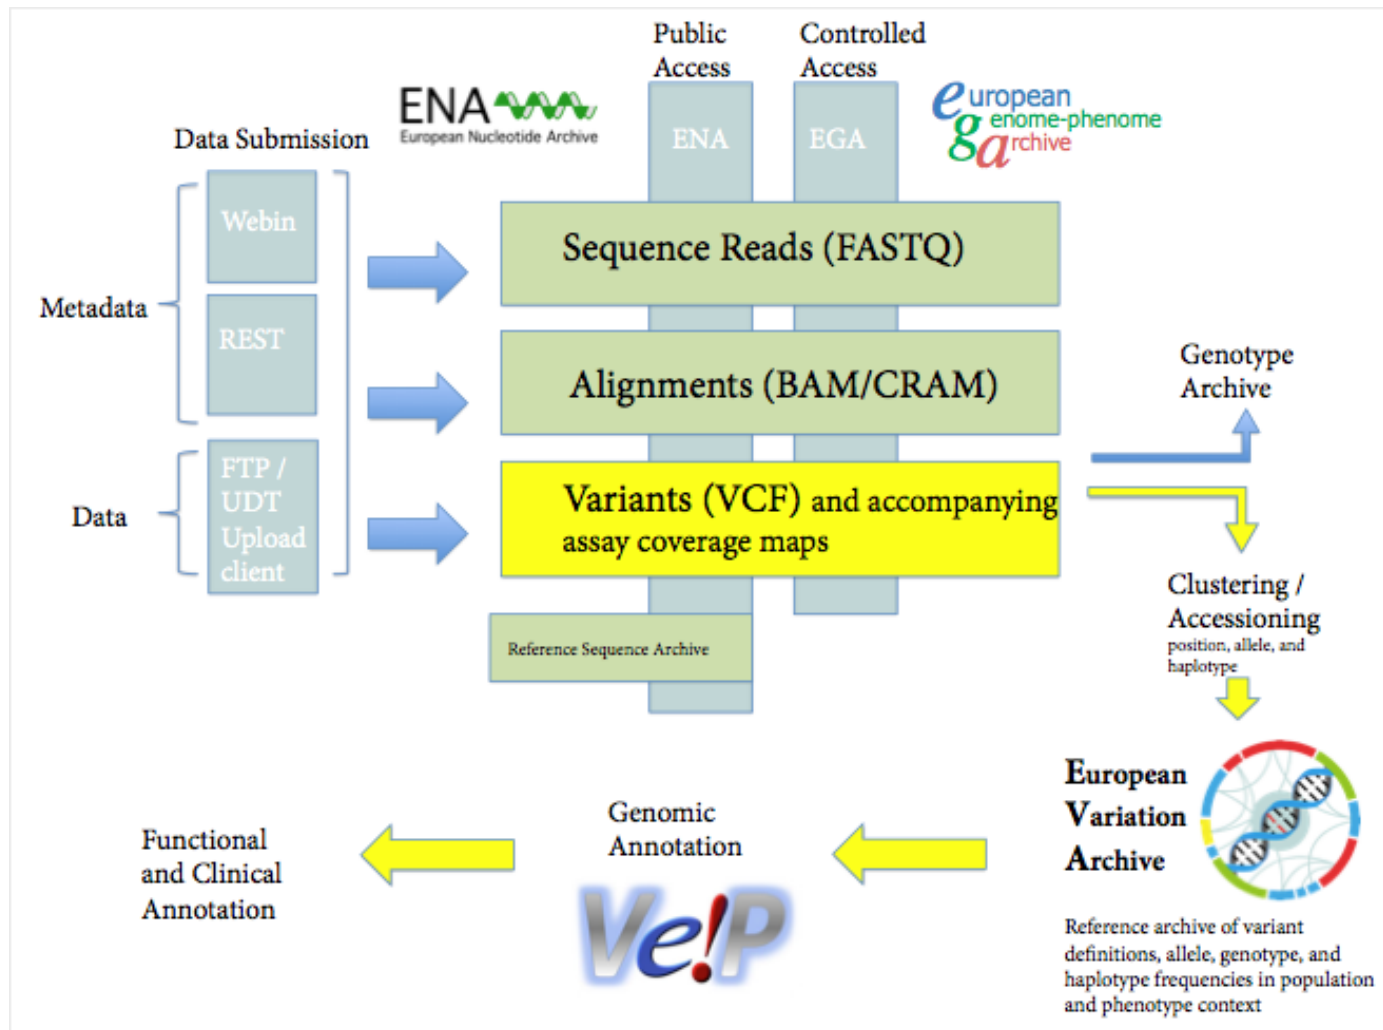 Public
Access
Controlled
Access
ENA
European Nucleotide Archive
european
genome-phenome
archive
Data Submission
ENA
EGA
Webin
Sequence Reads (FASTQ)
Metadata
REST
Alignments (BAM/CRAM)
Genotype
Archive
Data
FTP /
UDT
Upload
client
Variants (VCF) and accompanying
assay coverage maps
Clustering /
Accessioning
position, allele, and
haplotype
Reference Sequence Archive
European
Variation
Archive
Genomic
Annotation
Functional
and Clinical
Annotation
Ve!P
Reference archive of variant
definitions, allele, genotype, and
haplotype frequencies in population
and phenotype context